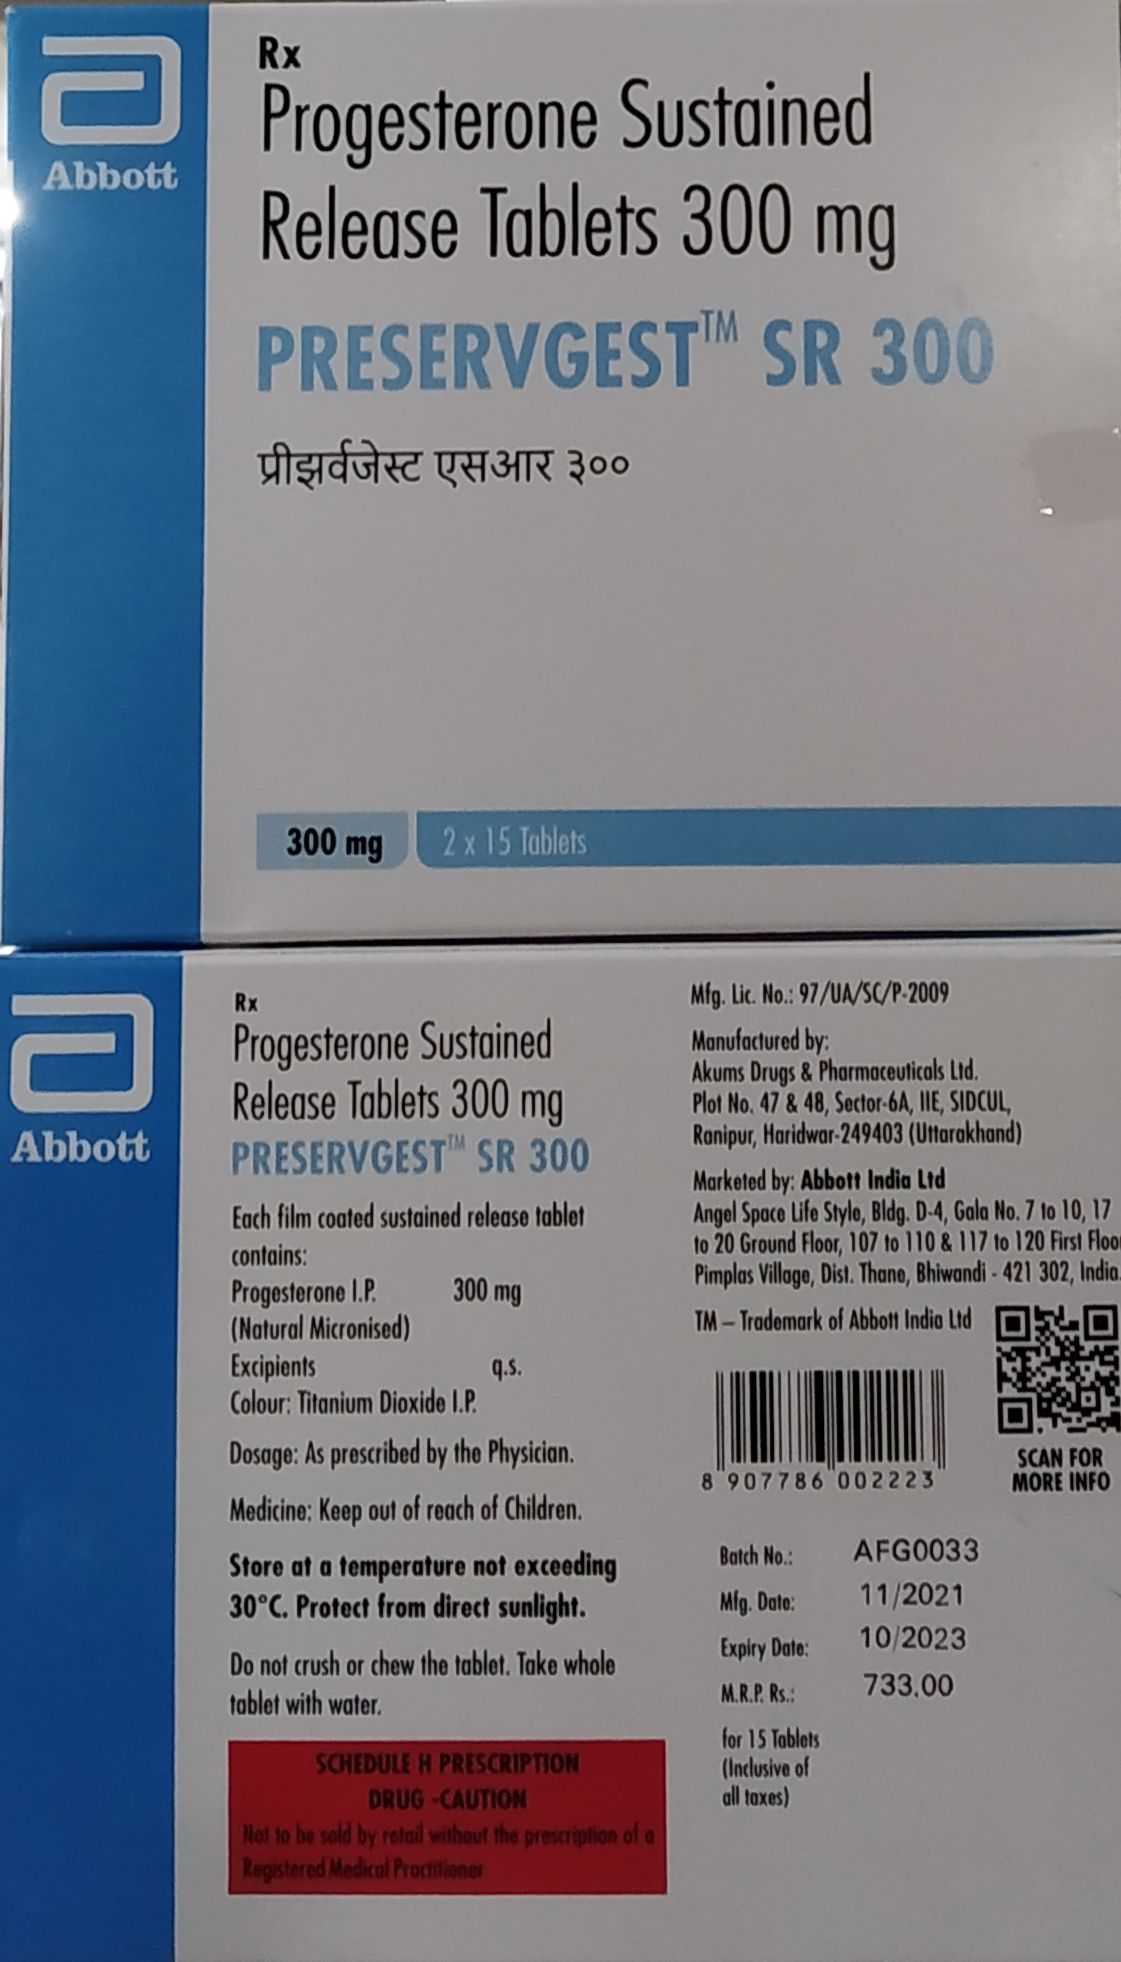 Abbott
Rx
Progesterone Sustained
Release Tablets 300 mg
PRESERVGEST™ SR 300
प्रीझर्वजेस्ट एसआर ३००
300 mg
2 x 15 Tablets
Abbott
Rx
Progesterone Sustained
Release Tablets 300 mg
PRESERVGEST™ SR 300
Each film coated sustained release tablet
contains:
Progesterone I.P. 300 mg
(Natural Micronised)
Excipients q.s.
Colour: Titanium Dioxide I.P.
Dosage: As prescribed by the Physician.
Medicine: Keep out of reach of Children.
Store at a temperature not exceeding
30°C. Protect from direct sunlight.
Do not crush or chew the tablet. Take whole
tablet with water.
SCHEDULE H PRESCRIPTION
DRUG -CAUTION
Not to be sold by retail without the prescription of a
Registered Medical Practitioner
Mfg. Lic. No.: 97/UA/SC/P-2009
Manufactured by:
Akums Drugs & Pharmaceuticals Ltd.
Plot No. 47 & 48, Sector-6A, IIE, SIDCUL,
Ranipur, Haridwar-249403 (Uttarakhand)
Marketed by: Abbott India Ltd
Angel Space Life Style, Bldg. D-4, Gala No. 7 to 10, 17
to 20 Ground Floor, 107 to 110 & 117 to 120 First Floo
Pimplas Village, Dist. Thane, Bhiwandi - 421 302, India.
TM – Trademark of Abbott India Ltd
8 907786 002223
SCAN FOR
MORE INFO
Batch No.: AFG0033
Mfg. Date: 11/2021
Expiry Date: 10/2023
M.R.P. Rs.: 733.00
for 15 Tablets
(Inclusive of
all taxes)